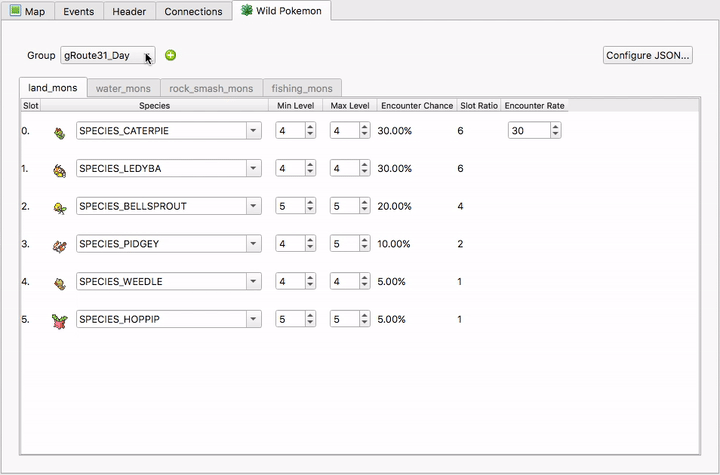 Map Events Header Connections Wild Pokemon
Group gRoute31_Day Configure JSON...
land_mons water_mons rock_smash_mons fishing_mons
Slot Species Min Level Max Level Encounter Chance Slot Ratio Encounter Rate
0. SPECIES_CATERPIE 4 4 30.00% 6 30
1. SPECIES_LEDYBA 4 4 30.00% 6
2. SPECIES_BELLSPROUT 5 5 20.00% 4
3. SPECIES_PIDGEY 4 5 10.00% 2
4. SPECIES_WEEDLE 4 4 5.00% 1
5. SPECIES_HOPPIP 5 5 5.00% 1